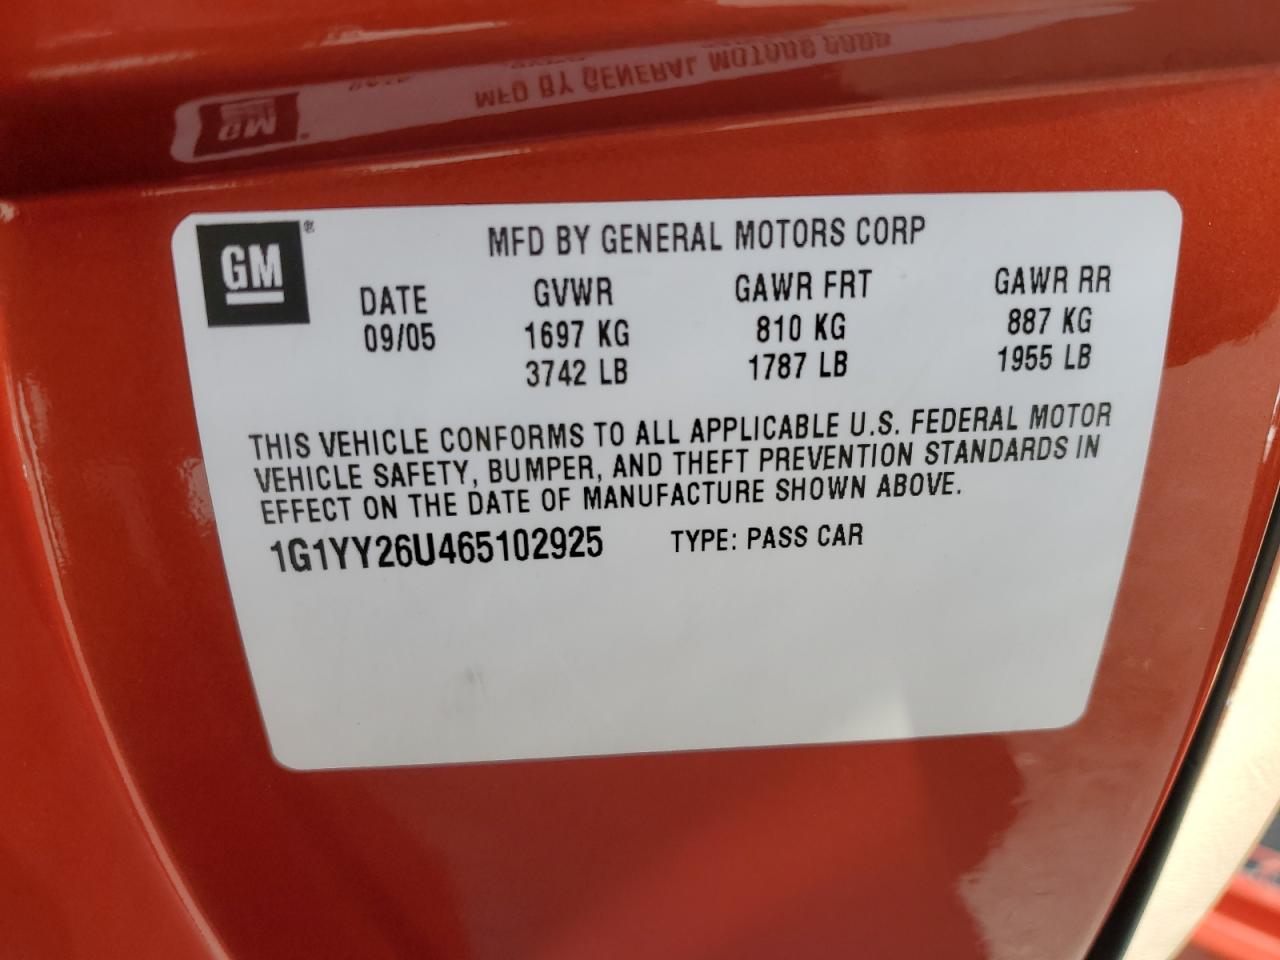 GM®
MFD BY GENERAL MOTORS CORP
DATE GVWR GAWR FRT GAWR RR
09/05 1697 KG 810 KG 887 KG
3742 LB 1787 LB 1955 LB
THIS VEHICLE CONFORMS TO ALL APPLICABLE U.S. FEDERAL MOTOR
VEHICLE SAFETY, BUMPER, AND THEFT PREVENTION STANDARDS IN
EFFECT ON THE DATE OF MANUFACTURE SHOWN ABOVE.
1G1YY26U465102925 TYPE: PASS CAR